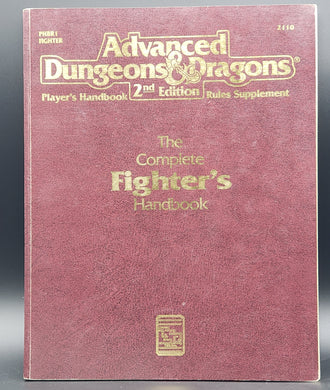 PHBR1
FIGHTER
2110
Advanced
Dungeons & Dragons®
Player's Handbook 2nd Edition Rules Supplement
The
Complete
Fighter's
Handbook